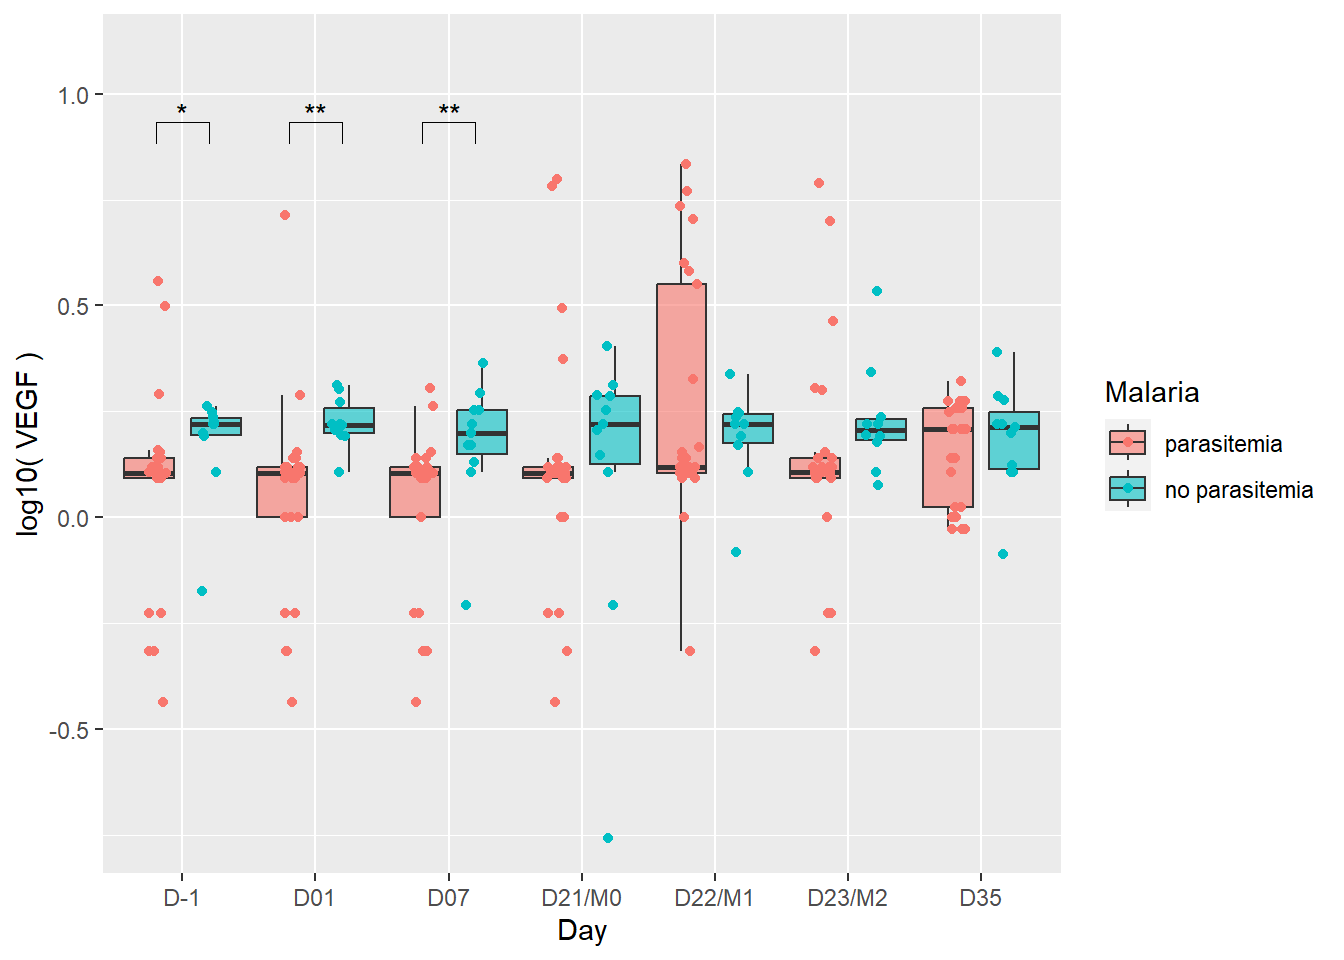 log10( VEGF )
1.0
0.5
0.0
-0.5
* ** **
D-1 D01 D07 D21/M0 D22/M1 D23/M2 D35
Day
Malaria
parasitemia
no parasitemia